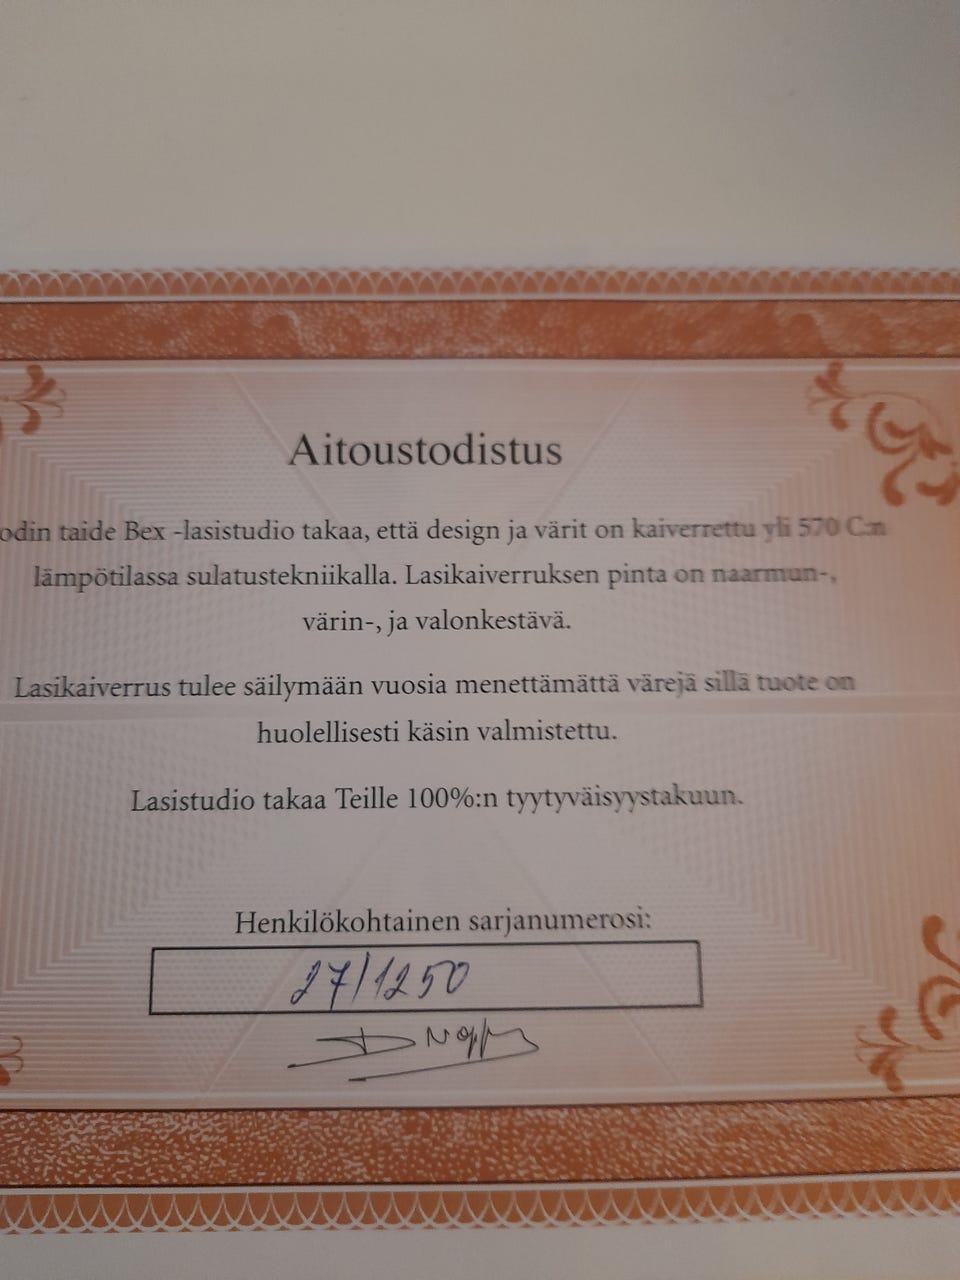 Aitoustodistus
odin taide Bex -lasistudio takaa, että design ja värit on kaiverrettu yli 570 C:n
lämpötilassa sulatustekniikalla. Lasikaiverruksen pinta on naarmun-,
värin-, ja valonkestävä.
Lasikaiverrus tulee säilymään vuosia menettämättä värejä sillä tuote on
huolellisesti käsin valmistettu.
Lasistudio takaa Teille 100%:n tyytyväisyystakuun.
Henkilökohtainen sarjanumerosi:
27/1250